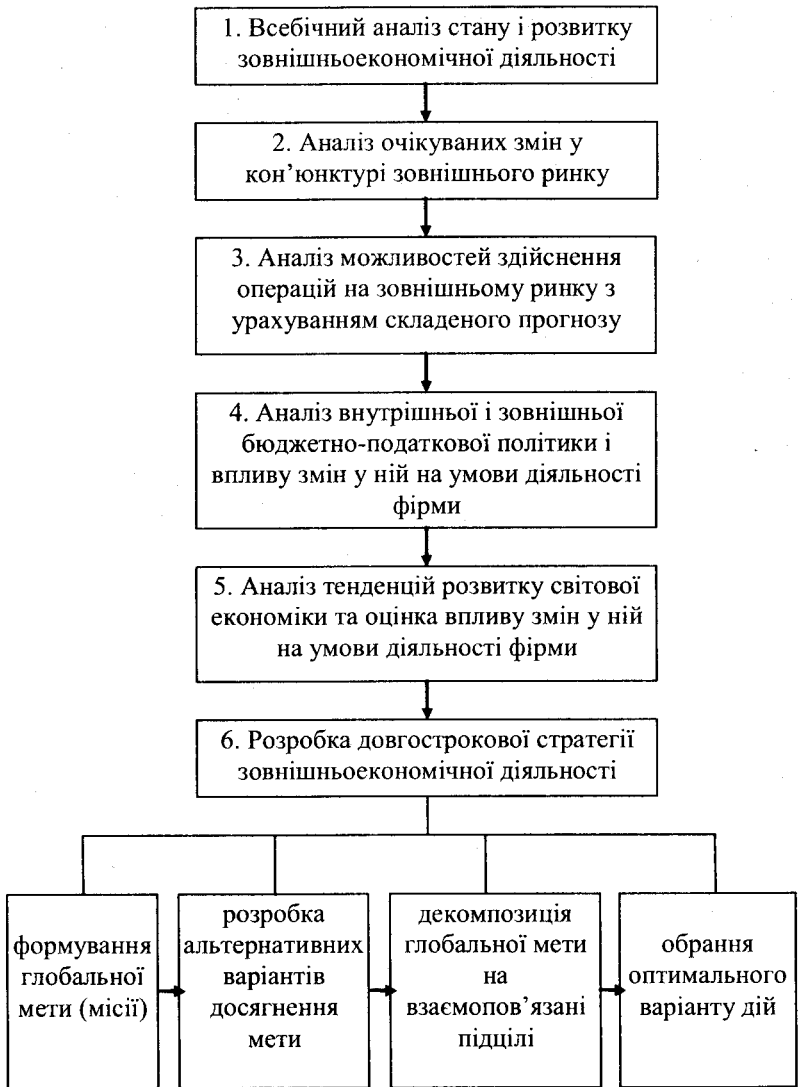 1. Всебічний аналіз стану і розвитку
зовнішньоекономічної діяльності
2. Аналіз очікуваних змін у
кон’юнктурі зовнішнього ринку
3. Аналіз можливостей здійснення
операцій на зовнішньому ринку з
урахуванням складеного прогнозу
4. Аналіз внутрішньої і зовнішньої
бюджетно-податкової політики і
впливу змін у ній на умови діяльності
фірми
5. Аналіз тенденцій розвитку світової
економіки та оцінка впливу змін у ній
на умови діяльності фірми
6. Розробка довгострокової стратегії
зовнішньоекономічної діяльності
формування
глобальної
мети (місії)
розробка
альтернативних
варіантів
досягнення
мети
декомпозиція
глобальної мети
на
взаємопов’язані
підцілі
обрання
оптимального
варіанту дій